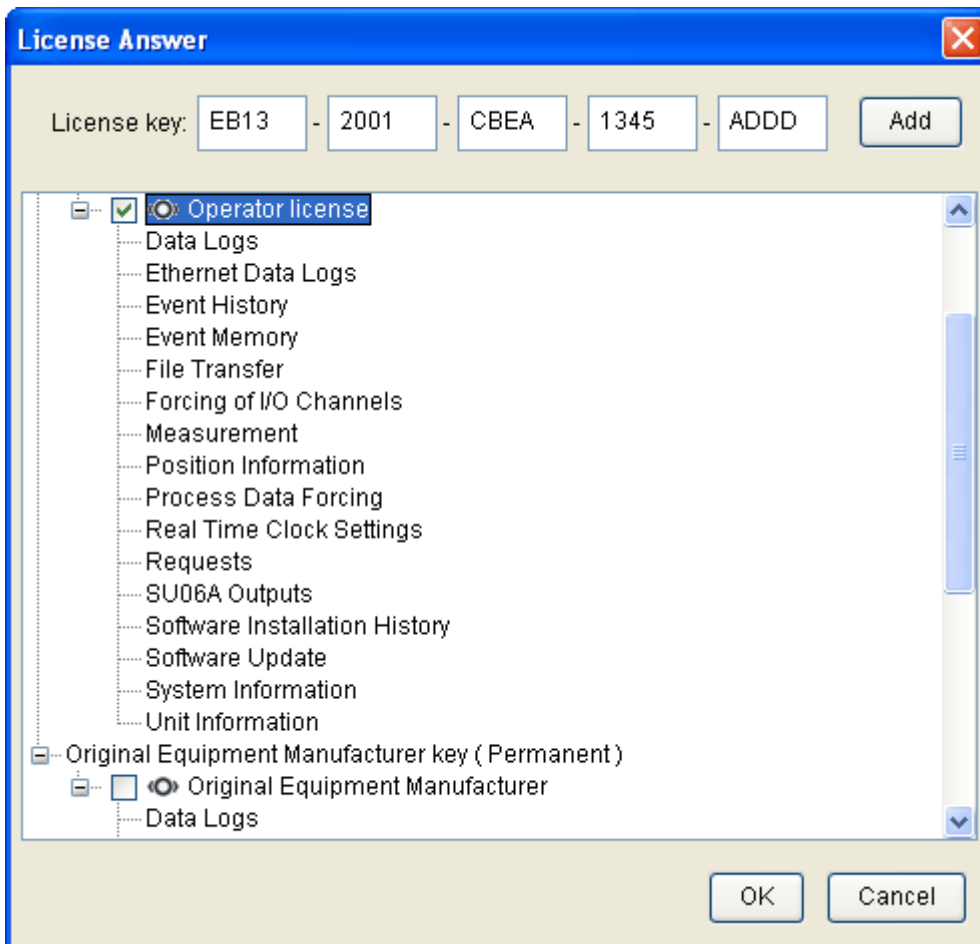 License Answer
License key: EB13 - 2001 - CBEA - 1345 - ADDD Add
Operator license
Data Logs
Ethernet Data Logs
Event History
Event Memory
File Transfer
Forcing of I/O Channels
Measurement
Position Information
Process Data Forcing
Real Time Clock Settings
Requests
SU06A Outputs
Software Installation History
Software Update
System Information
Unit Information
Original Equipment Manufacturer key ( Permanent )
Original Equipment Manufacturer
Data Logs
OK Cancel